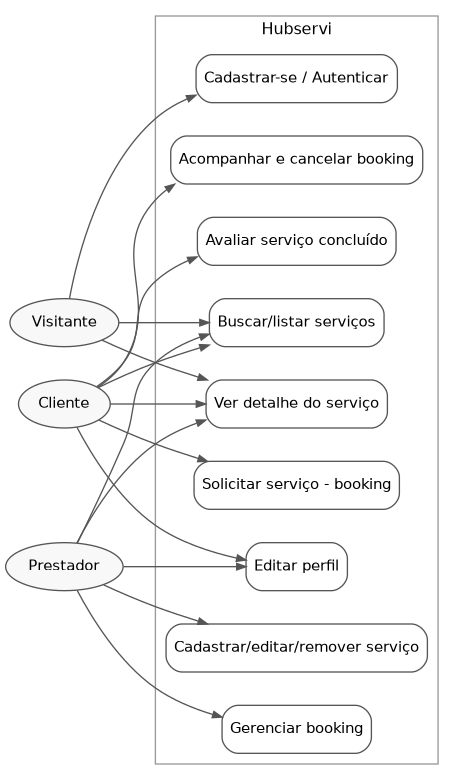 Hubservi
Cadastrar-se / Autenticar
Acompanhar e cancelar booking
Avaliar serviço concluído
Visitante
Buscar/listar serviços
Cliente
Ver detalhe do serviço
Solicitar serviço - booking
Prestador
Editar perfil
Cadastrar/editar/remover serviço
Gerenciar booking